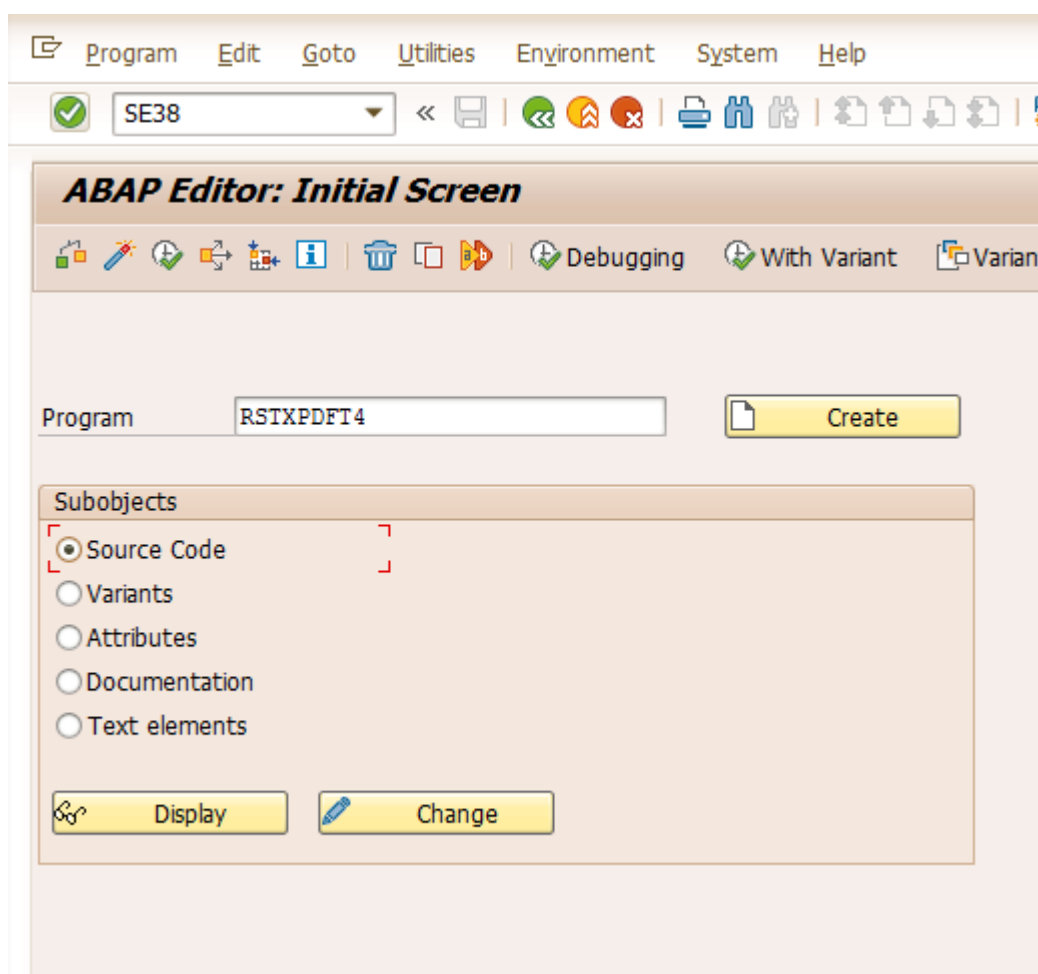 Program Edit Goto Utilities Environment System Help
SE38
ABAP Editor: Initial Screen
Debugging With Variant Varian
Program RSTXPDFT4 Create
Subobjects
Source Code
Variants
Attributes
Documentation
Text elements
Display Change